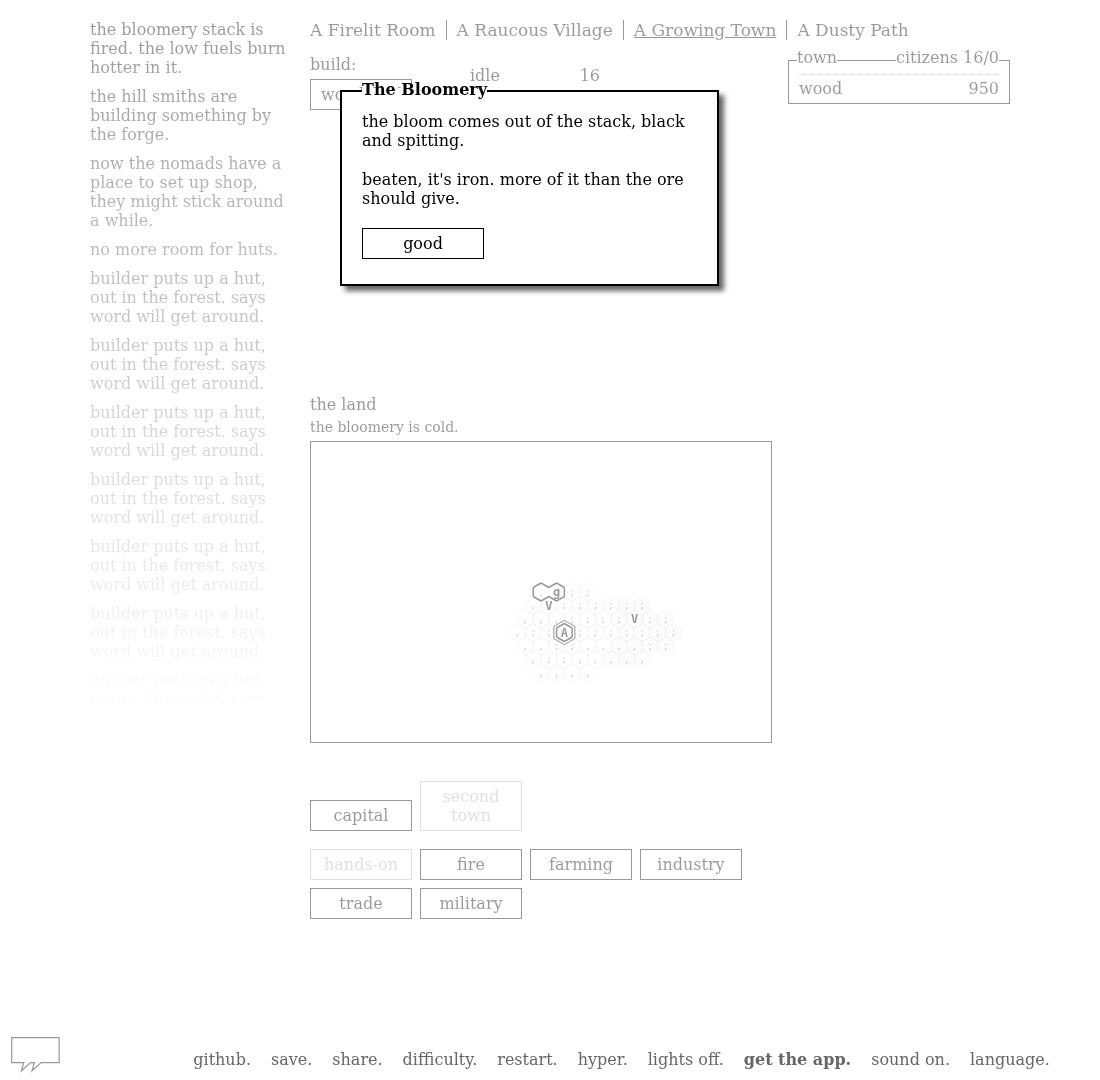 the bloomery stack is
fired. the low fuels burn
hotter in it.
the hill smiths are
building something by
the forge.
now the nomads have a
place to set up shop,
they might stick around
a while.
no more room for huts.
builder puts up a hut,
out in the forest. says
word will get around.
builder puts up a hut,
out in the forest. says
word will get around.
builder puts up a hut,
out in the forest. says
word will get around.
builder puts up a hut,
out in the forest. says
word will get around.
builder puts up a hut,
out in the forest. says
word will get around.
builder puts up a hut,
out in the forest. says
word will get around.
builder puts up a hut,
out in the forest. says
A Firelit Room
A Raucous Village
A Growing Town
A Dusty Path
build:
idle 16
The Bloomery
the bloom comes out of the stack, black
and spitting.
beaten, it's iron. more of it than the ore
should give.
good
town citizens 16/0
wood 950
the land
the bloomery is cold.
g
V
V
A
capital
second
town
hands-on
fire
farming
industry
trade
military
github. save. share. difficulty. restart. hyper. lights off. get the app. sound on. language.